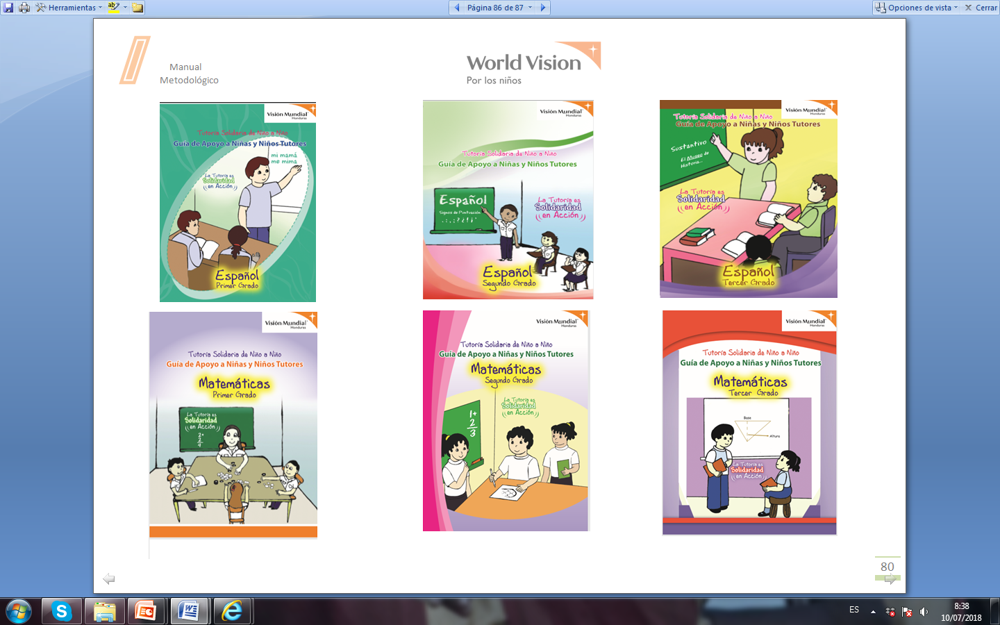 Herramientas
Página 86 de 87
Opciones de vista
Cerrar
Manual
Metodológico
World Vision
Por los niños
Visión Mundial
Honduras
Tutoría Solidaria de Niño a Niño
Guía de Apoyo a Niñas y Niños Tutores
mi mamá
me mima
La Tutoría es
Solidaridad
en Acción
Español
Primer Grado
Visión Mundial
Honduras
Tutoría Solidaria de Niño a Niño
Guía de Apoyo a Niñas y Niños Tutores
Español
Signos de Puntuación
La Tutoría es
Solidaridad
en Acción
Español
Segundo Grado
Visión Mundial
Honduras
Tutoría Solidaria de Niño a Niño
Guía de Apoyo a Niñas y Niños Tutores
Sustantivo
El Museo de
Historia...
La Tutoría es
Solidaridad
en Acción
Español
Tercer Grado
Visión Mundial
Honduras
Tutoría Solidaria de Niño a Niño
Guía de Apoyo a Niñas y Niños Tutores
Matemáticas
Primer Grado
La Tutoría es
Solidaridad
en Acción
2+
2
4
Visión Mundial
Honduras
Tutoría Solidaria de Niño a Niño
Guía de Apoyo a Niñas y Niños Tutores
Matemáticas
Segundo Grado
La Tutoría es
Solidaridad
en Acción
1+
2
3
Visión Mundial
Honduras
Tutoría Solidaria de Niño a Niño
Guía de Apoyo a Niñas y Niños Tutores
Matemáticas
Tercer Grado
Base
Altura
La Tutoría es
Solidaridad
en Acción
80
ES
8:38
10/07/2018